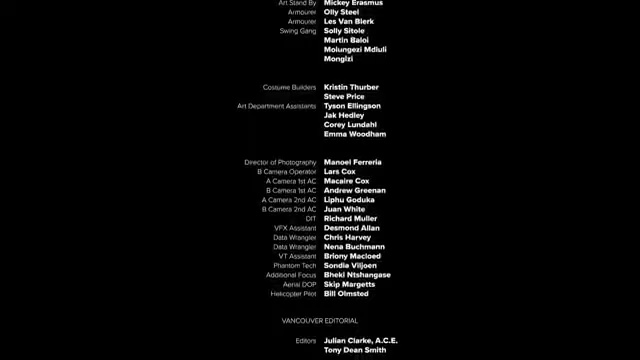 Art Stand By Mickey Erasmus
Armourer Olly Steel
Armourer Les Van Blerk
Swing Gang Solly Sitole
Martin Baloi
Molungezi Mdluli
Mongizi
Costume Builders Kristin Thurber
Steve Price
Art Department Assistants Tyson Ellingson
Jak Hedley
Corey Lundahl
Emma Woodham
Director of Photography Manoel Ferreria
B Camera Operator Lars Cox
A Camera 1st AC Macaire Cox
B Camera 1st AC Andrew Greenan
A Camera 2nd AC Liphu Goduka
B Camera 2nd AC Juan White
DIT Richard Muller
VFX Assistant Desmond Allan
Data Wrangler Chris Harvey
Data Wrangler Nena Buchmann
VT Assistant Briony Macloed
Phantom Tech Sondia Viljoen
Additional Focus Bheki Ntshangase
Aerial DOP Skip Margetts
Helicopter Pilot Bill Olmsted
VANCOUVER EDITORIAL
Editors Julian Clarke, A.C.E.
Tony Dean Smith